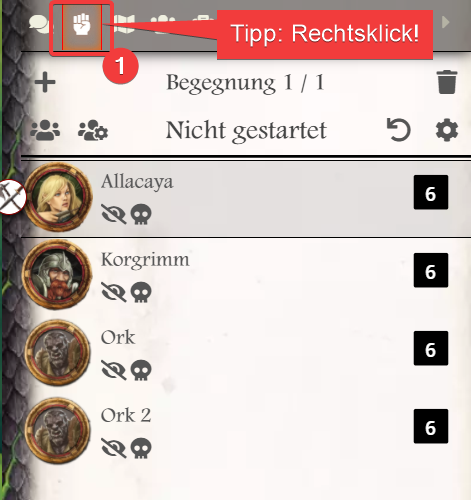 Tipp: Rechtsklick!
1
Begegnung 1 / 1
Nicht gestartet
Allacaya
6
Korgrimm
6
Ork
6
Ork 2
6